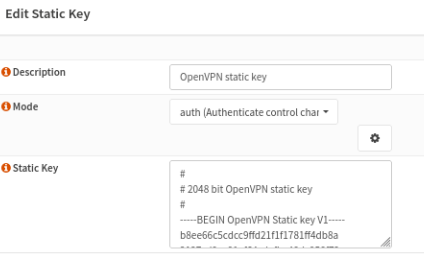 Edit Static Key
Description
OpenVPN static key
Mode
auth (Authenticate control char
Static Key
#
# 2048 bit OpenVPN static key
#
-----BEGIN OpenVPN Static key V1-----
b8ee66c5cdcc9ffd21f1f1781ff4db8a